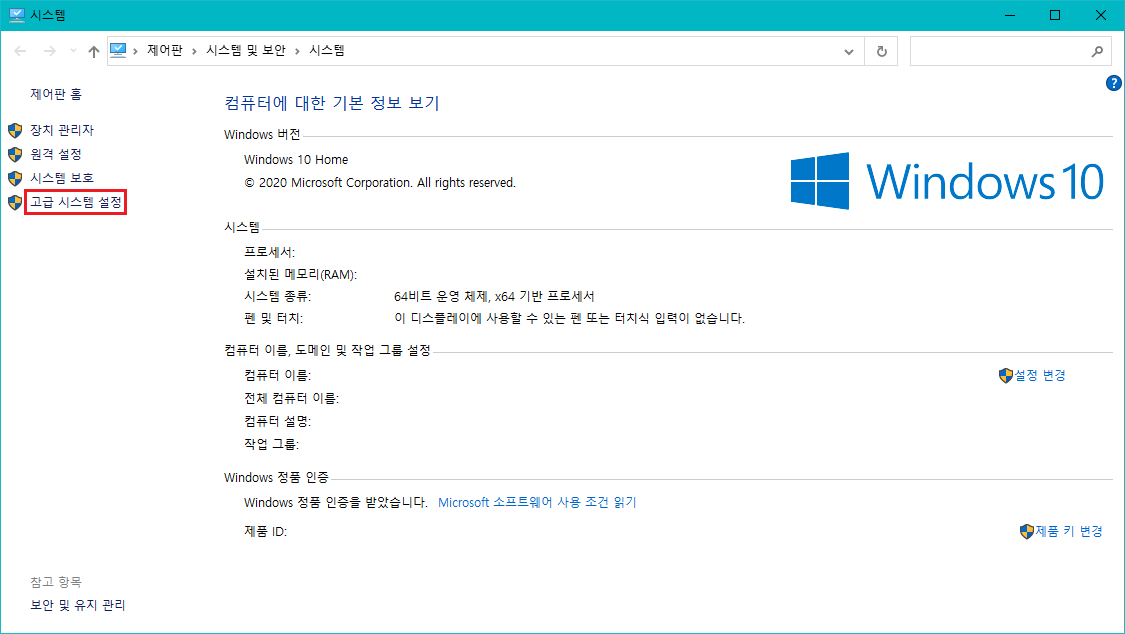 시스템
제어판 시스템 및 보안 시스템
제어판 홈
장치 관리자
원격 설정
시스템 보호
고급 시스템 설정
컴퓨터에 대한 기본 정보 보기
Windows 버전
Windows 10 Home
© 2020 Microsoft Corporation. All rights reserved.
Windows 10
시스템
프로세서:
설치된 메모리(RAM):
시스템 종류: 64비트 운영 체제, x64 기반 프로세서
펜 및 터치: 이 디스플레이에 사용할 수 있는 펜 또는 터치식 입력이 없습니다.
컴퓨터 이름, 도메인 및 작업 그룹 설정
컴퓨터 이름: 설정 변경
전체 컴퓨터 이름:
컴퓨터 설명:
작업 그룹:
Windows 정품 인증
Windows 정품 인증을 받았습니다. Microsoft 소프트웨어 사용 조건 읽기
제품 ID: 제품 키 변경
참고 항목
보안 및 유지 관리